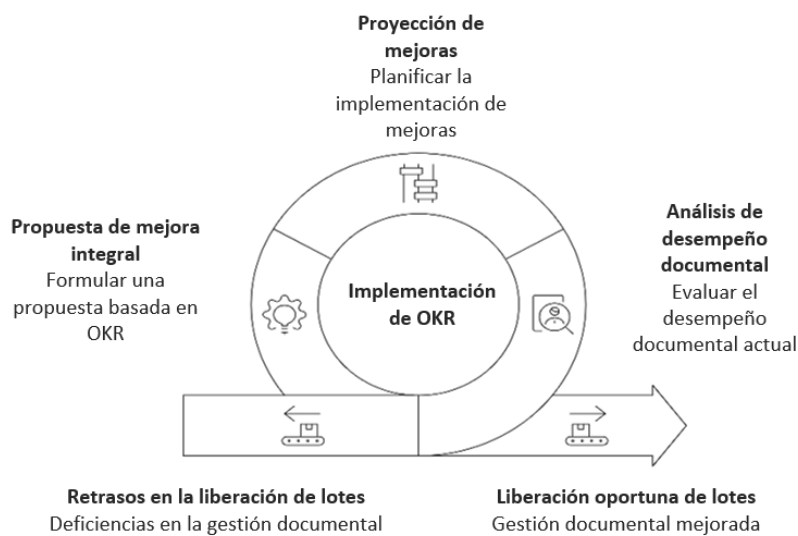 Proyección de
mejoras
Planificar la
implementación de
mejoras
Propuesta de mejora
integral
Formular una
propuesta basada en
OKR
Implementación
de OKR
Análisis de
desempeño
documental
Evaluar el
desempeño
documental actual
Retrasos en la liberación de lotes
Deficiencias en la gestión documental
Liberación oportuna de lotes
Gestión documental mejorada